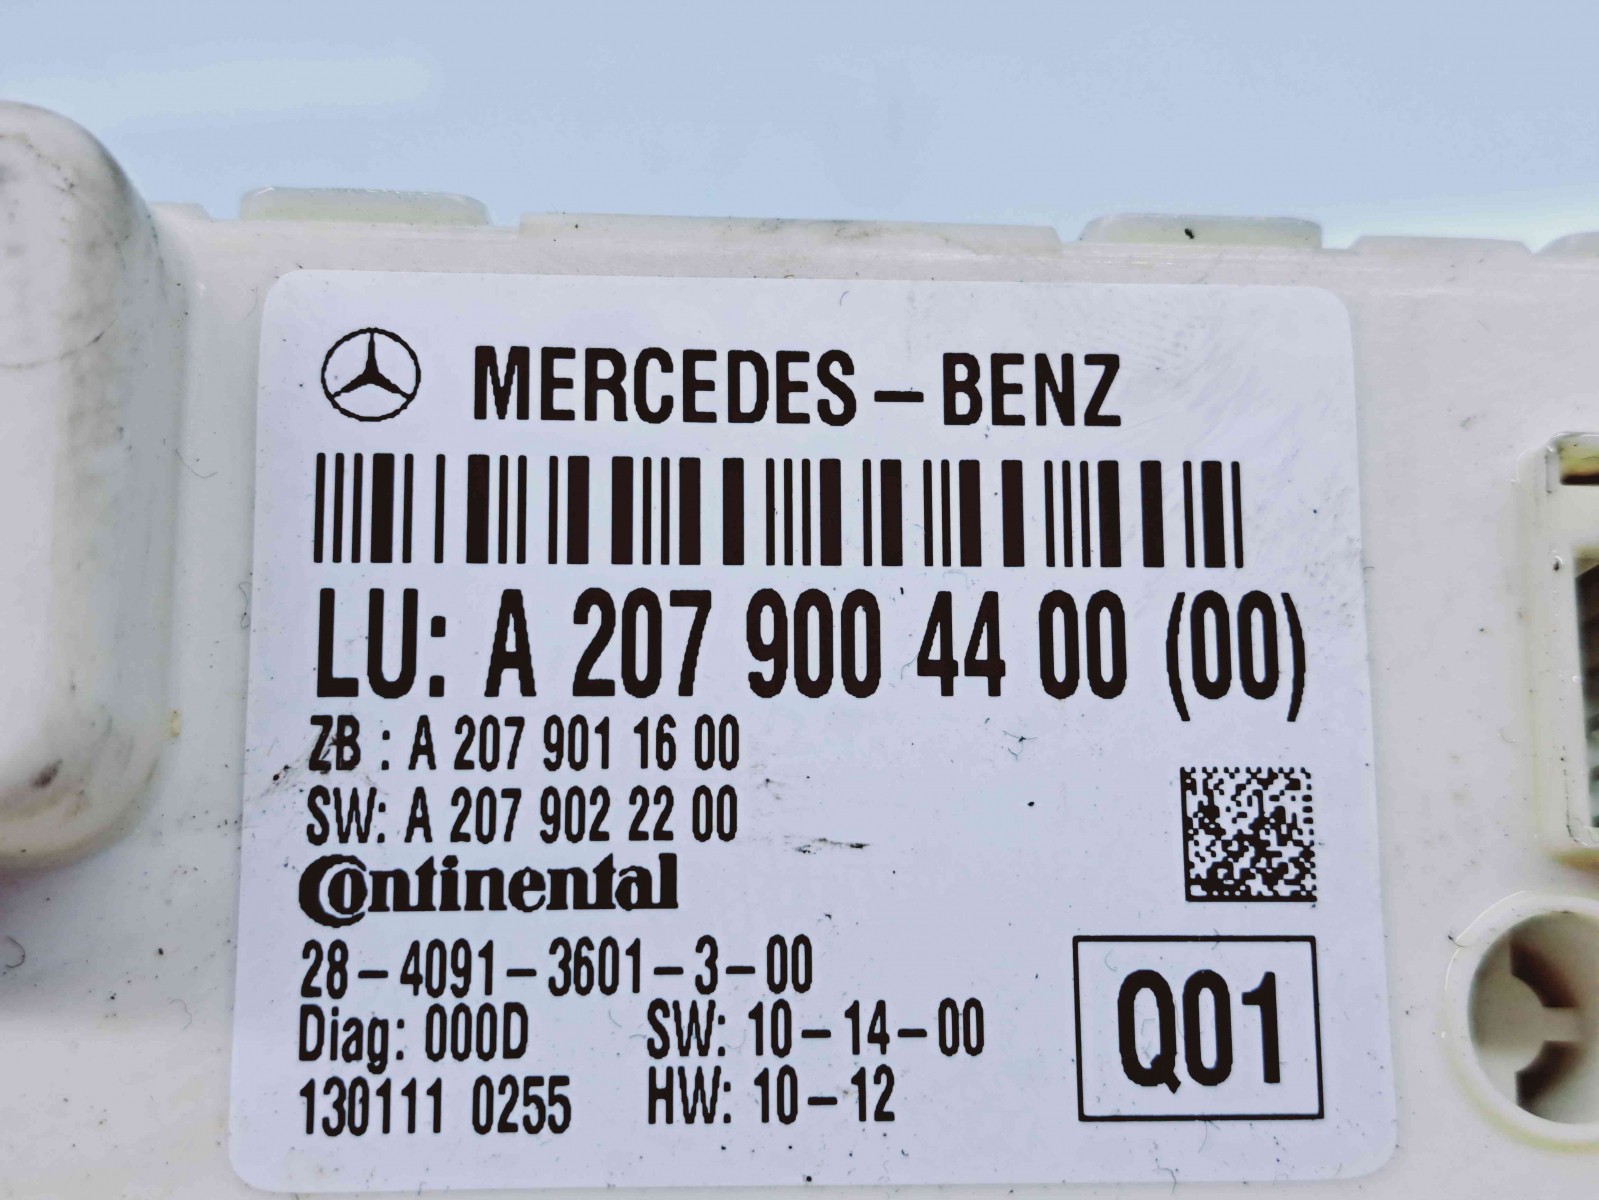 MERCEDES-BENZ
LU: A 207 900 44 00 (00)
ZB : A 207 901 16 00
SW: A 207 902 22 00
Continental
28-4091-3601-3-00
Diag: 000D SW: 10-14-00
130111 0255 HW: 10-12
Q01